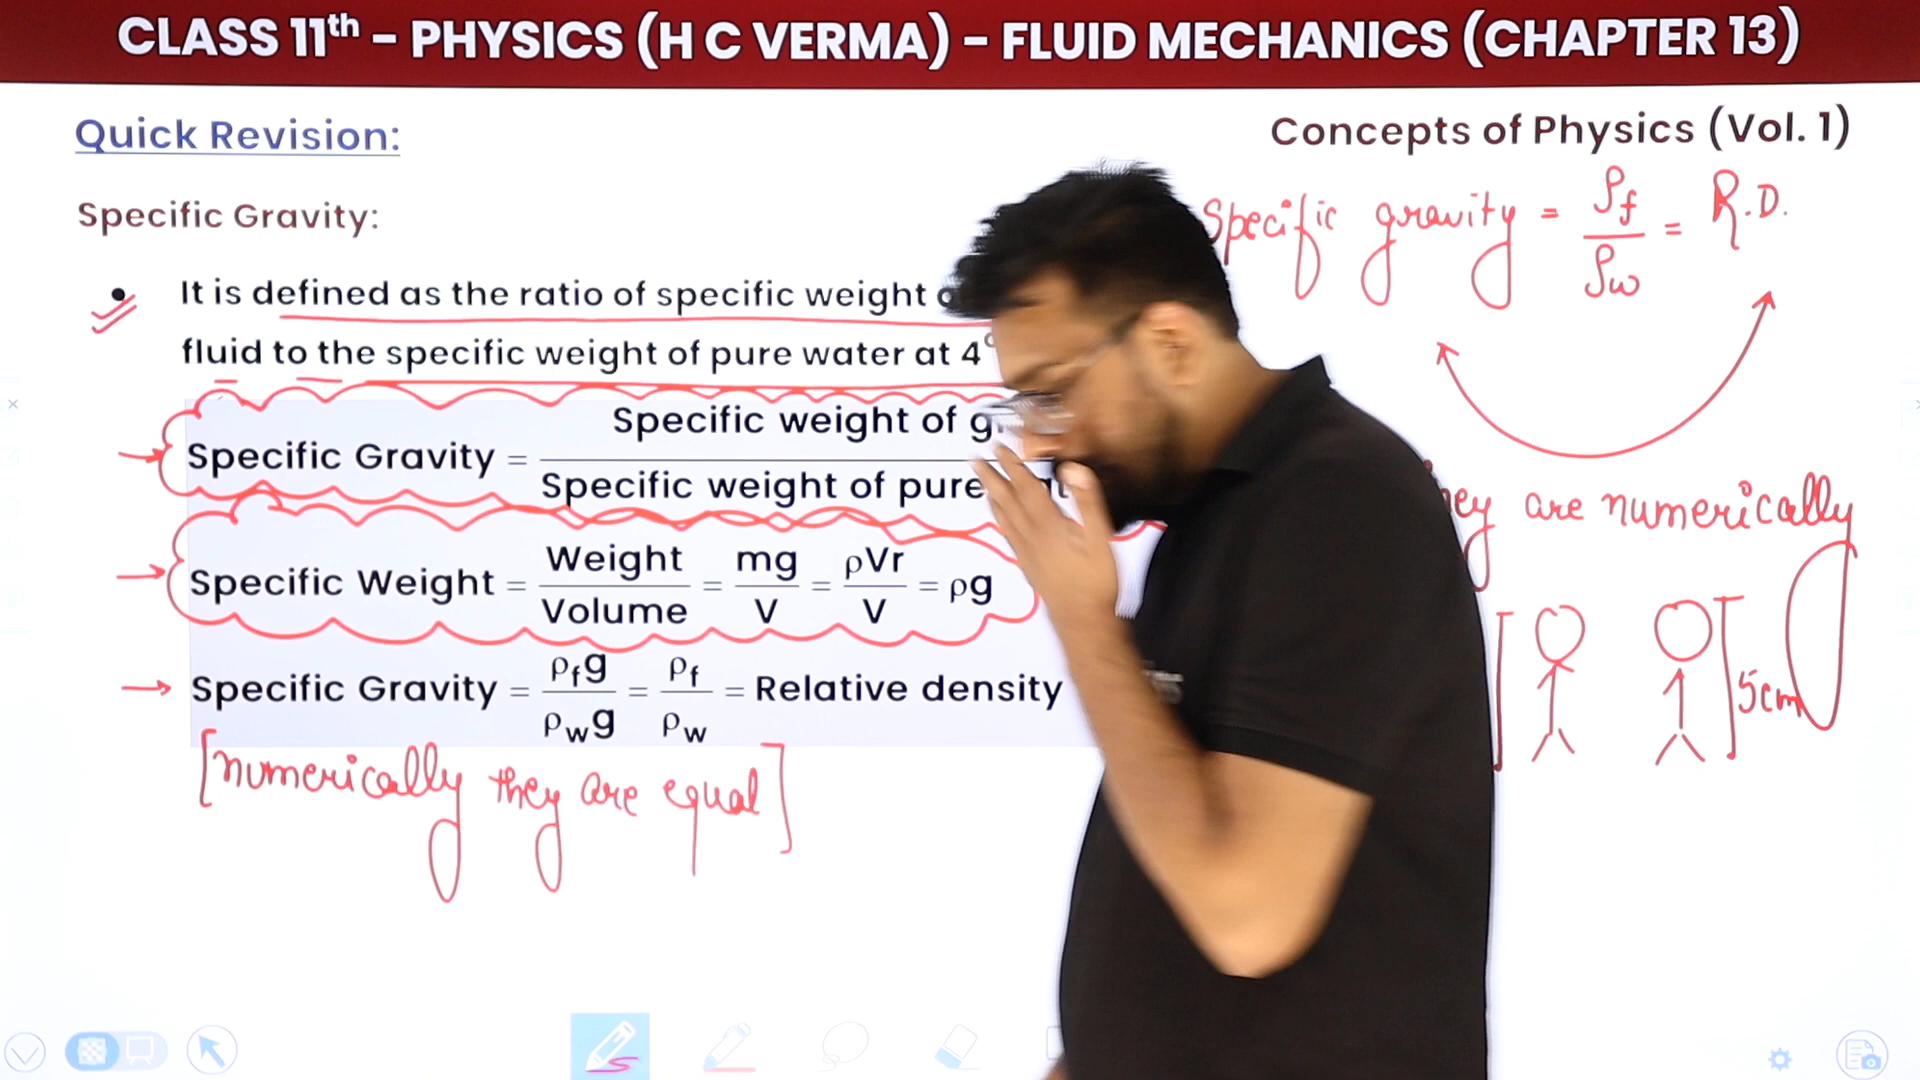 CLASS 11th - PHYSICS (H C VERMA) - FLUID MECHANICS (CHAPTER 13)
Quick Revision:
Concepts of Physics (Vol. 1)
Specific Gravity:
Specific gravity = ρf / ρw = R.D.
It is defined as the ratio of specific weight
fluid to the specific weight of pure water at 4°
Specific Gravity = Specific weight of / Specific weight of pure
Specific Weight = Weight / Volume = mg / V = ρVr / V = ρg
Specific Gravity = ρfg / ρwg = ρf / ρw = Relative density
[numerically they are equal]
are numerically
5cm